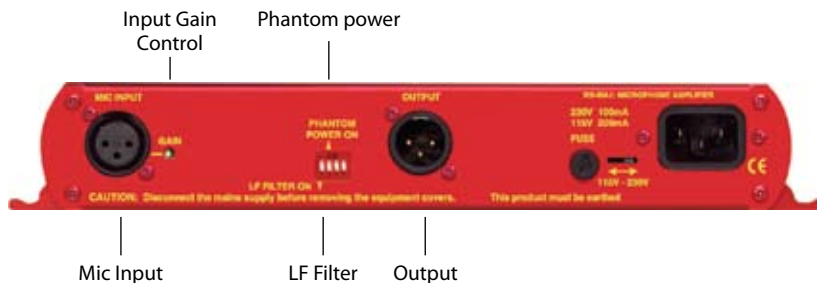 Input Gain
Control
Phantom power
MIC INPUT
GAIN
PHANTOM
POWER ON
OUTPUT
LF FILTER ON
MICROPHONE AMPLIFIER
230V 100mA
115V 200mA
FUSE
115V - 230V
CE
CAUTION: Disconnect the mains supply before removing the equipment covers.
This product must be earthed
Mic Input
LF Filter
Output